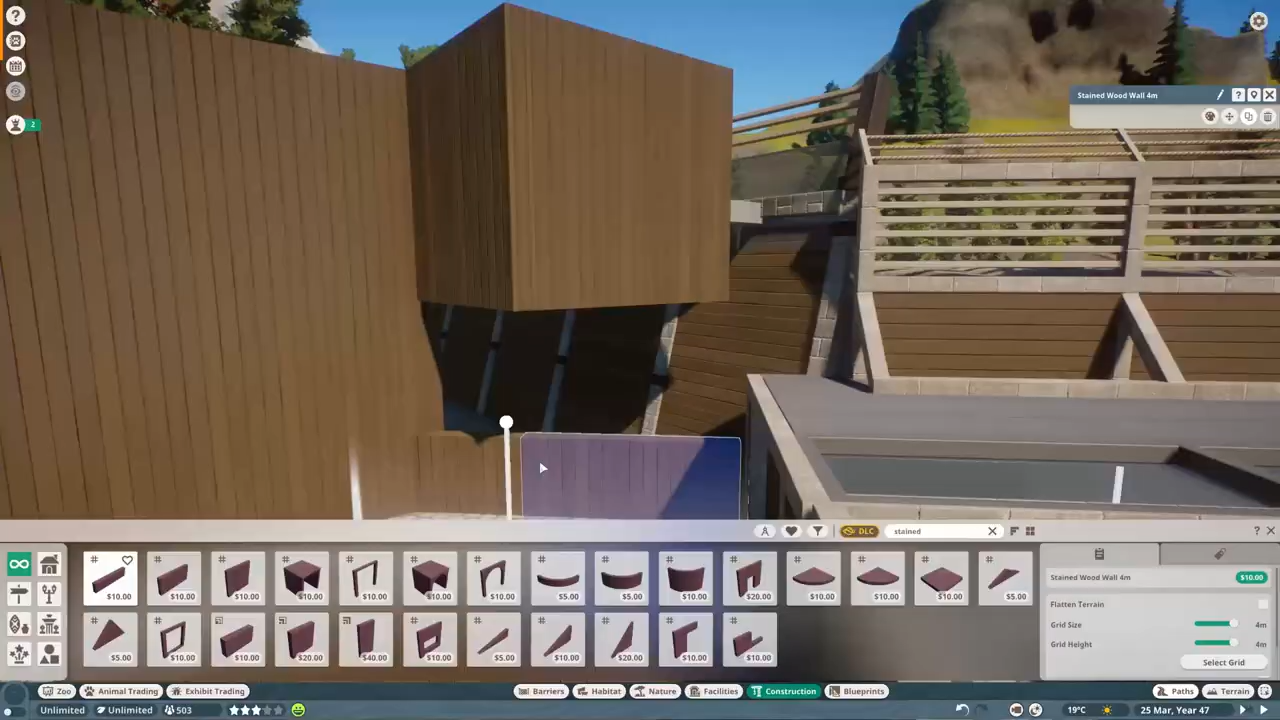 ?
2
Stained Wood Wall 4m
?
DLC
stained
?
$10.00 $10.00 $10.00 $10.00 $10.00 $10.00 $10.00 $5.00 $5.00 $10.00 $20.00 $10.00 $10.00 $10.00 $5.00
$5.00 $10.00 $10.00 $20.00 $40.00 $10.00 $5.00 $10.00 $20.00 $10.00 $10.00
Stained Wood Wall 4m $10.00
Flatten Terrain
Grid Size 4m
Grid Height 4m
Select Grid
Zoo Animal Trading Exhibit Trading Barriers Habitat Nature Facilities Construction Blueprints Paths Terrain
Unlimited Unlimited 503 19°C 25 Mar, Year 47